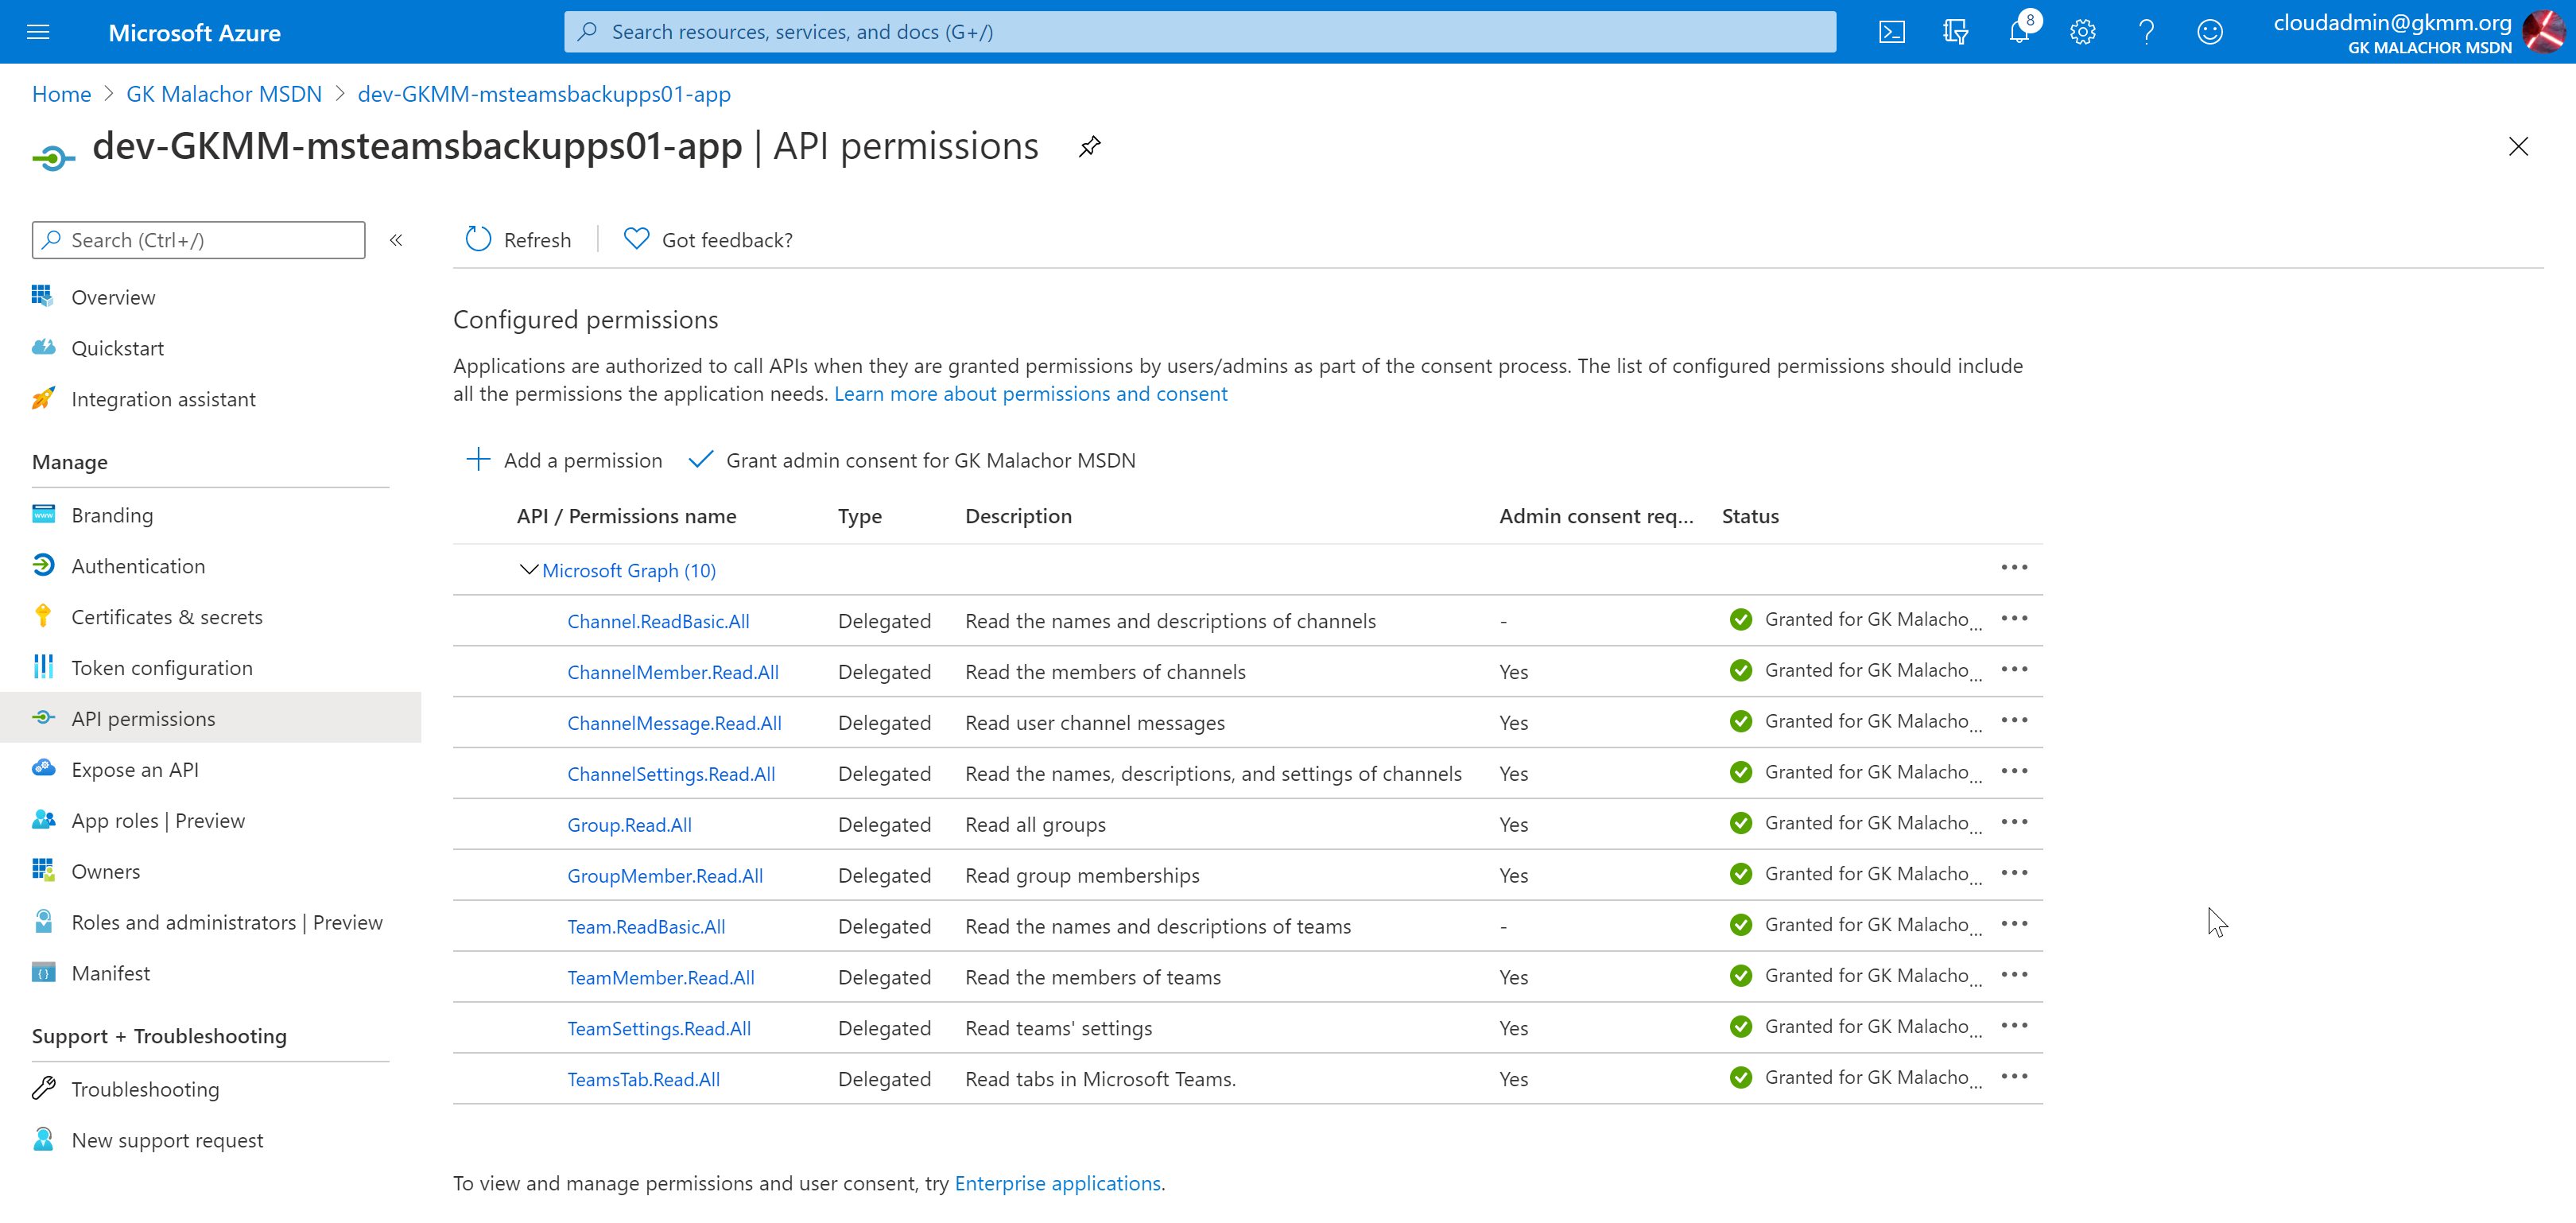 Microsoft Azure
Search resources, services, and docs (G+/)
8
cloudadmin@gkmm.org
GK MALACHOR MSDN
Home > GK Malachor MSDN > dev-GKMM-msteamsbackupps01-app
dev-GKMM-msteamsbackupps01-app | API permissions
Search (Ctrl+/)
«
Refresh
Got feedback?
Overview
Quickstart
Integration assistant
Manage
Branding
Authentication
Certificates & secrets
Token configuration
API permissions
Expose an API
App roles | Preview
Owners
Roles and administrators | Preview
Manifest
Support + Troubleshooting
Troubleshooting
New support request
Configured permissions
Applications are authorized to call APIs when they are granted permissions by users/admins as part of the consent process. The list of configured permissions should include
all the permissions the application needs. Learn more about permissions and consent
Add a permission
Grant admin consent for GK Malachor MSDN
API / Permissions name Type Description Admin consent req... Status
Microsoft Graph (10) ...
Channel.ReadBasic.All Delegated Read the names and descriptions of channels - Granted for GK Malacho... ...
ChannelMember.Read.All Delegated Read the members of channels Yes Granted for GK Malacho... ...
ChannelMessage.Read.All Delegated Read user channel messages Yes Granted for GK Malacho... ...
ChannelSettings.Read.All Delegated Read the names, descriptions, and settings of channels Yes Granted for GK Malacho... ...
Group.Read.All Delegated Read all groups Yes Granted for GK Malacho... ...
GroupMember.Read.All Delegated Read group memberships Yes Granted for GK Malacho... ...
Team.ReadBasic.All Delegated Read the names and descriptions of teams - Granted for GK Malacho... ...
TeamMember.Read.All Delegated Read the members of teams Yes Granted for GK Malacho... ...
TeamSettings.Read.All Delegated Read teams' settings Yes Granted for GK Malacho... ...
TeamsTab.Read.All Delegated Read tabs in Microsoft Teams. Yes Granted for GK Malacho... ...
To view and manage permissions and user consent, try Enterprise applications.